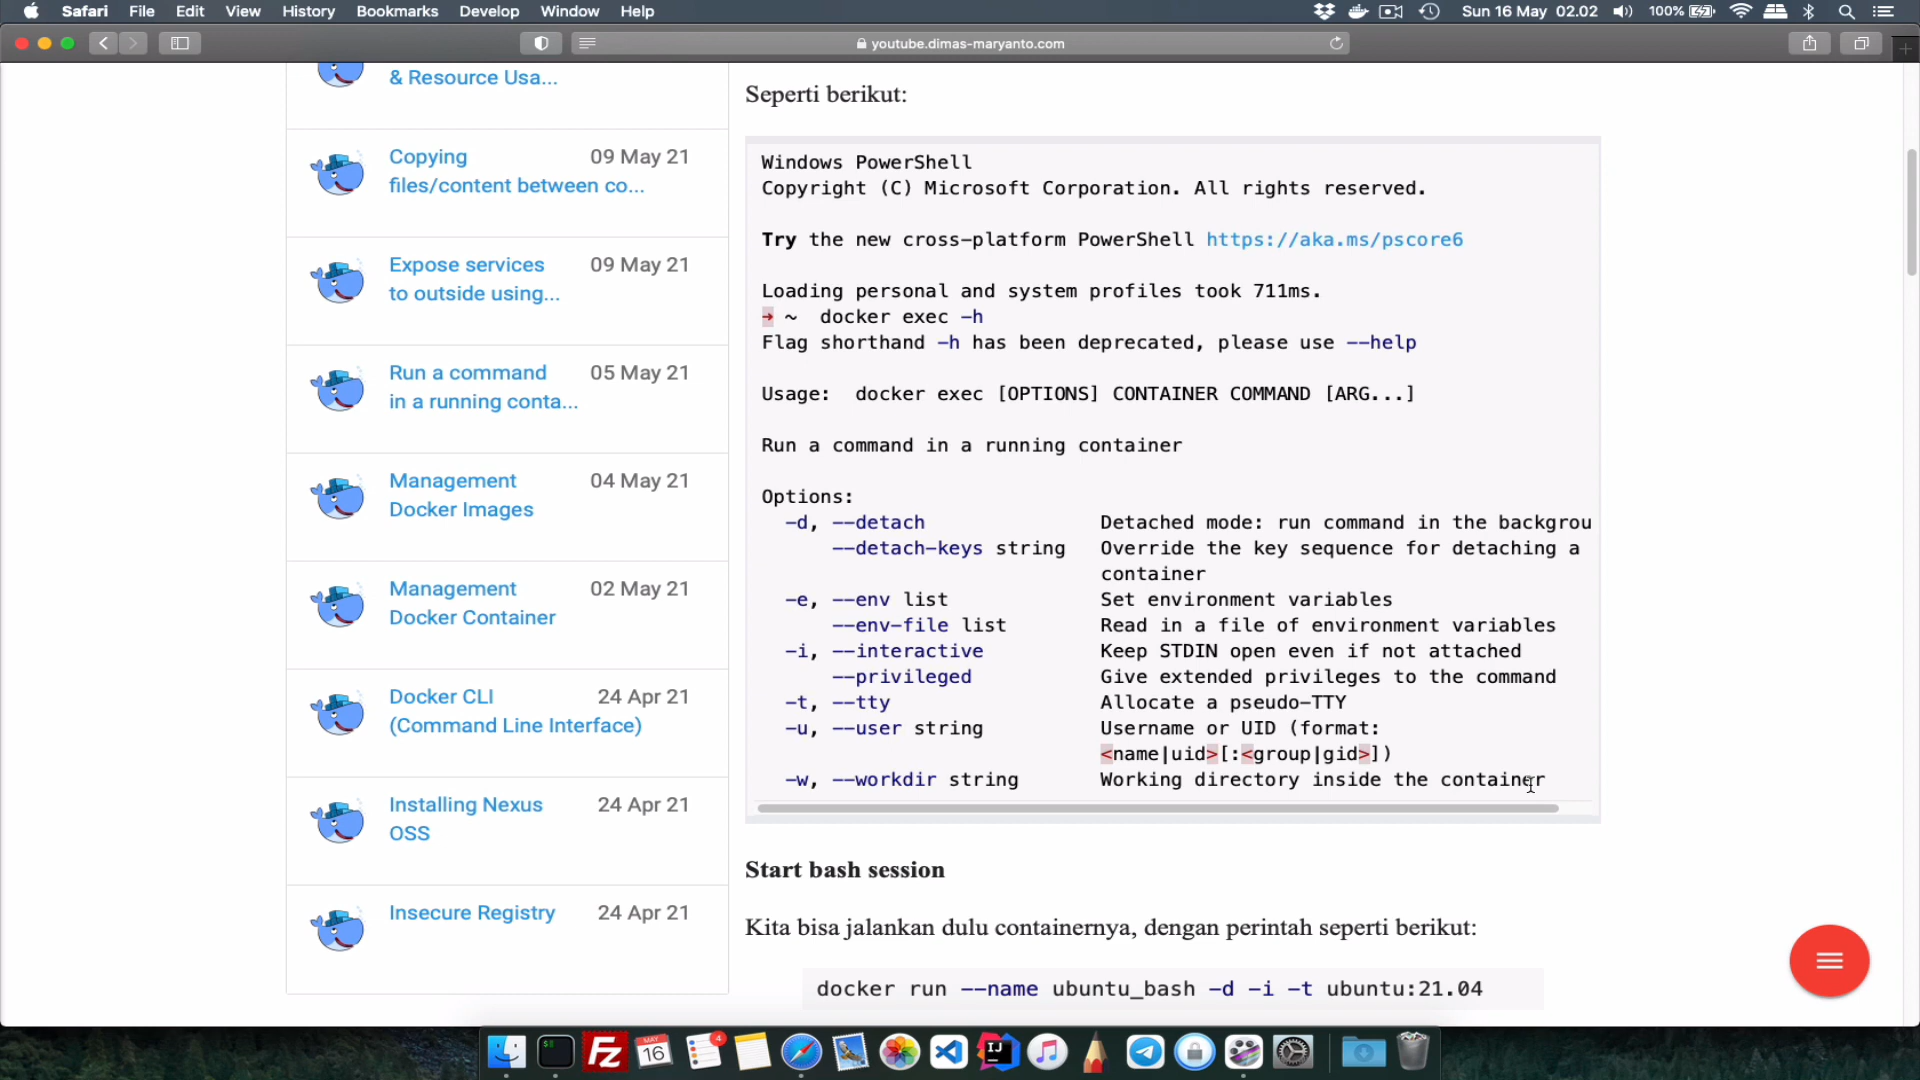 Safari File Edit View History Bookmarks Develop Window Help Sun 16 May 02.02 100%
youtube.dimas-maryanto.com
& Resource Usa...
Copying 09 May 21
files/content between co...
Expose services 09 May 21
to outside using...
Run a command 05 May 21
in a running conta...
Management 04 May 21
Docker Images
Management 02 May 21
Docker Container
Docker CLI 24 Apr 21
(Command Line Interface)
Installing Nexus 24 Apr 21
OSS
Insecure Registry 24 Apr 21
Seperti berikut:
Windows PowerShell
Copyright (C) Microsoft Corporation. All rights reserved.
Try the new cross-platform PowerShell https://aka.ms/pscore6
Loading personal and system profiles took 711ms.
→ ~ docker exec -h
Flag shorthand -h has been deprecated, please use --help
Usage: docker exec [OPTIONS] CONTAINER COMMAND [ARG...]
Run a command in a running container
Options:
-d, --detach Detached mode: run command in the backgrou
--detach-keys string Override the key sequence for detaching a
container
-e, --env list Set environment variables
--env-file list Read in a file of environment variables
-i, --interactive Keep STDIN open even if not attached
--privileged Give extended privileges to the command
-t, --tty Allocate a pseudo-TTY
-u, --user string Username or UID (format:
<name|uid>[:<group|gid>])
-w, --workdir string Working directory inside the container
Start bash session
Kita bisa jalankan dulu containernya, dengan perintah seperti berikut:
docker run --name ubuntu_bash -d -i -t ubuntu:21.04
$
FZ
MAY
16
4
IJ